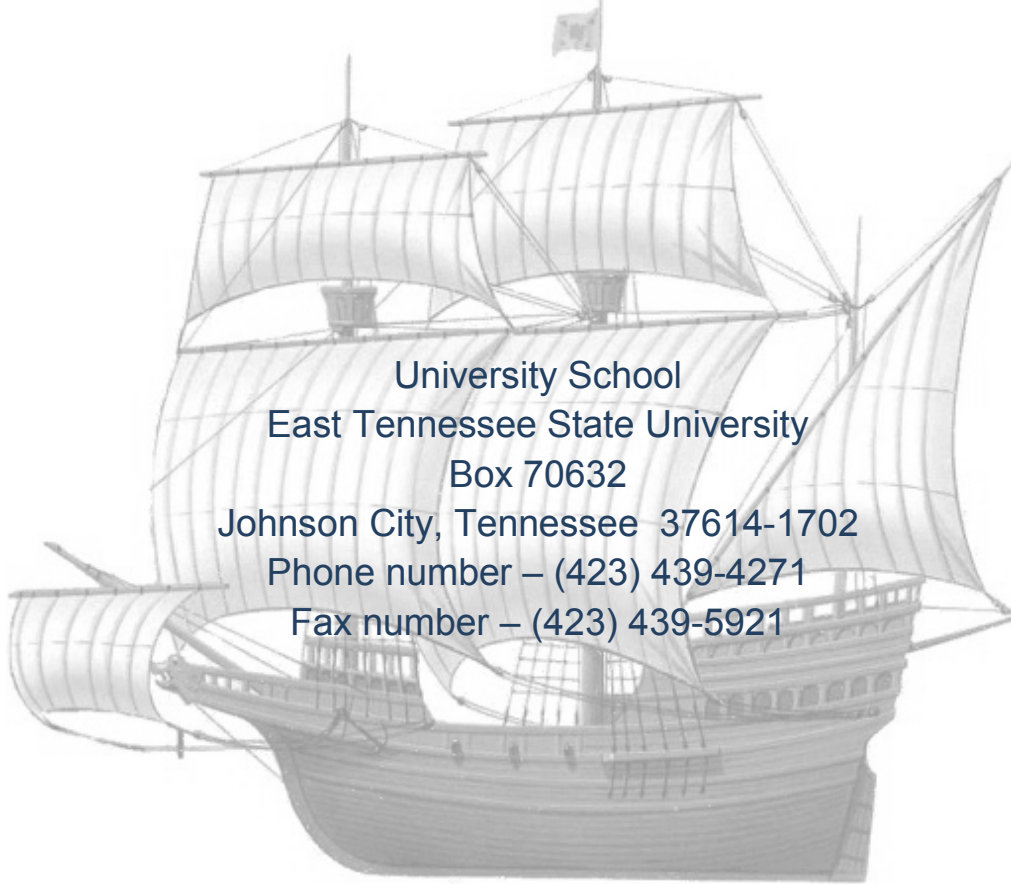 University School
East Tennessee State University
Box 70632
Johnson City, Tennessee  37614-1702
Phone number – (423) 439-4271
Fax number – (423) 439-5921